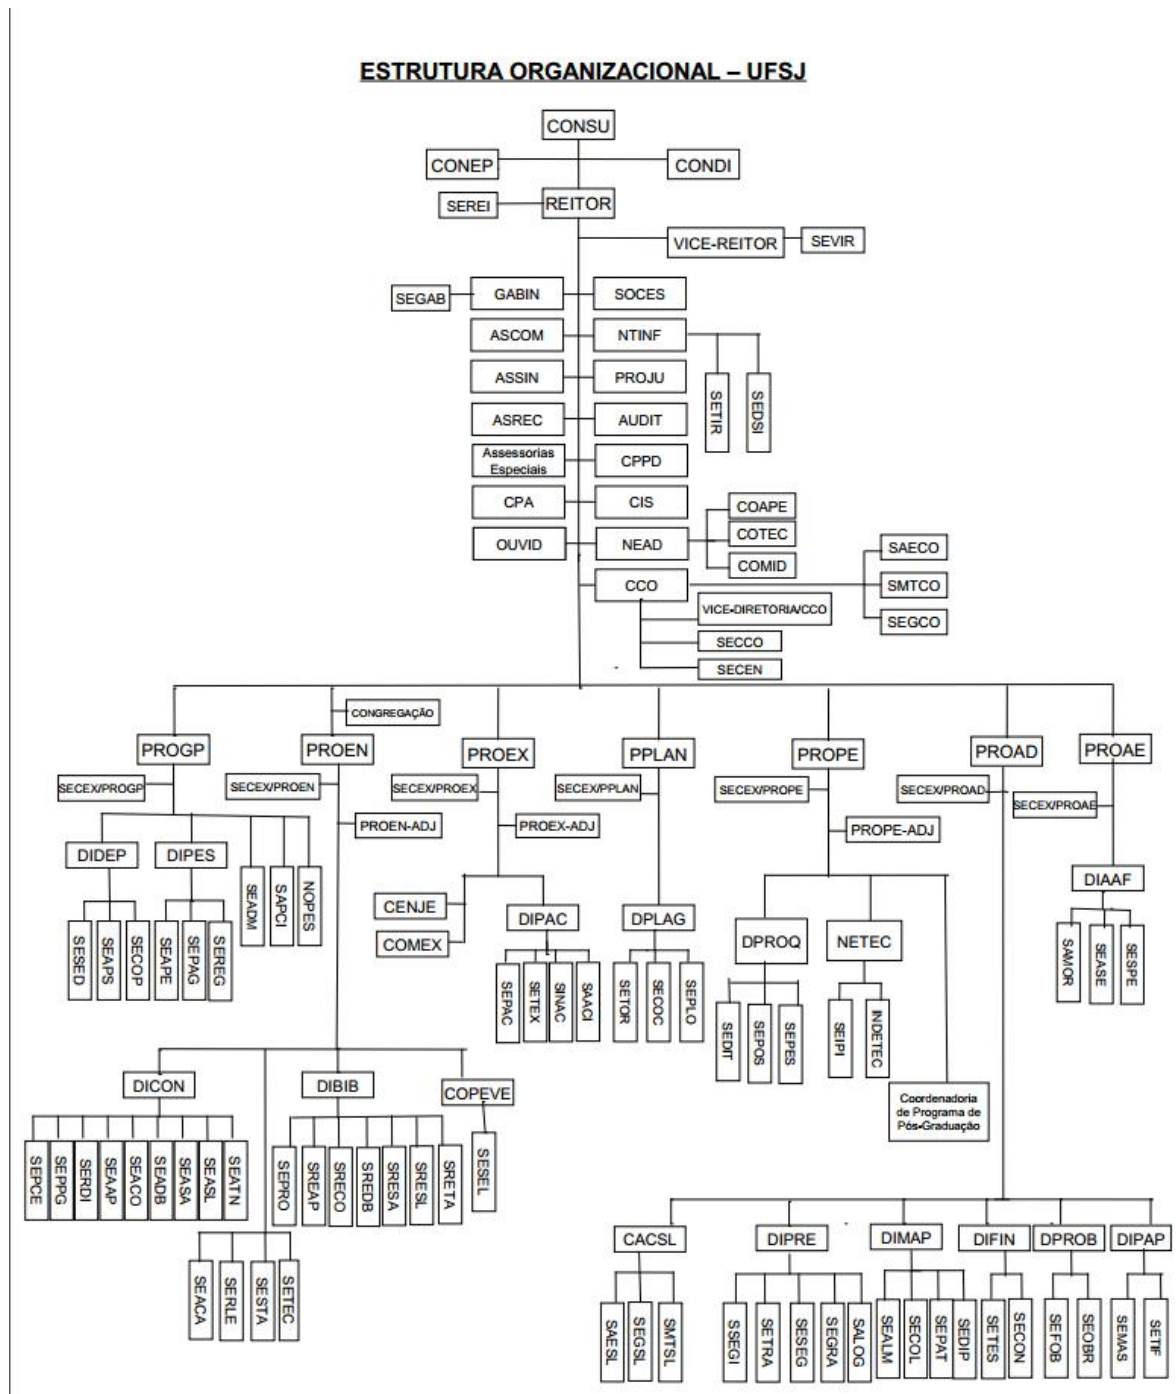 ESTRUTURA ORGANIZACIONAL – UFSJ
CONSU
CONEP
CONDI
SEREI
REITOR
VICE-REITOR
SEVIR
SEGAB
GABIN
SOCES
ASCOM
NTINF
ASSIN
PROJU
SETIR
SEDSI
ASREC
AUDIT
Assessorias
Especiais
CPPD
CPA
CIS
COAPE
OUVID
NEAD
COTEC
COMID
SAECO
CCO
SMTCO
SEGCO
VICE-DIRETORIA/CCO
SECCO
SECEN
CONGREGAÇÃO
PROGP
PROEN
PROEX
PPLAN
PROPE
PROAD
PROAE
SECEX/PROGP
SECEX/PROEN
SECEX/PROEX
SECEX/PPLAN
SECEX/PROPE
SECEX/PROAD
SECEX/PROAE
PROEN-ADJ
PROEX-ADJ
PROPE-ADJ
DIDEP
DIPES
SEADM
SAPCI
NOPES
DIAAF
CENJE
COMEX
DIPAC
DPLAG
DPROQ
NETEC
SESED
SEAPS
SECOP
SEAPE
SEPAG
SEREG
SAMOR
SEASE
SESPE
SEPAC
SETEX
SINAC
SAACI
SETOR
SECOC
SEPLO
SEDIT
SEPOS
SEPES
SEIPI
INDETEC
DICON
DIBIB
COPEVE
Coordenadoria
de Programa de
Pós-Graduação
SEPCE
SEPPG
SERDI
SEAAP
SEACO
SEADB
SEASA
SEASL
SEATN
SEPRO
SREAP
SRECO
SREDB
SRESA
SRESL
SRETA
SESEL
SEACA
SERLE
SESTA
SETEC
CACSL
DIPRE
DIMAP
DIFIN
DPROB
DIPAP
SAESL
SEGSL
SMTSL
SSEGI
SETRA
SESEG
SEGRA
SALOG
SEALM
SECOL
SEPAT
SEDIP
SETES
SECON
SEFOB
SEOBR
SEMAS
SETIF